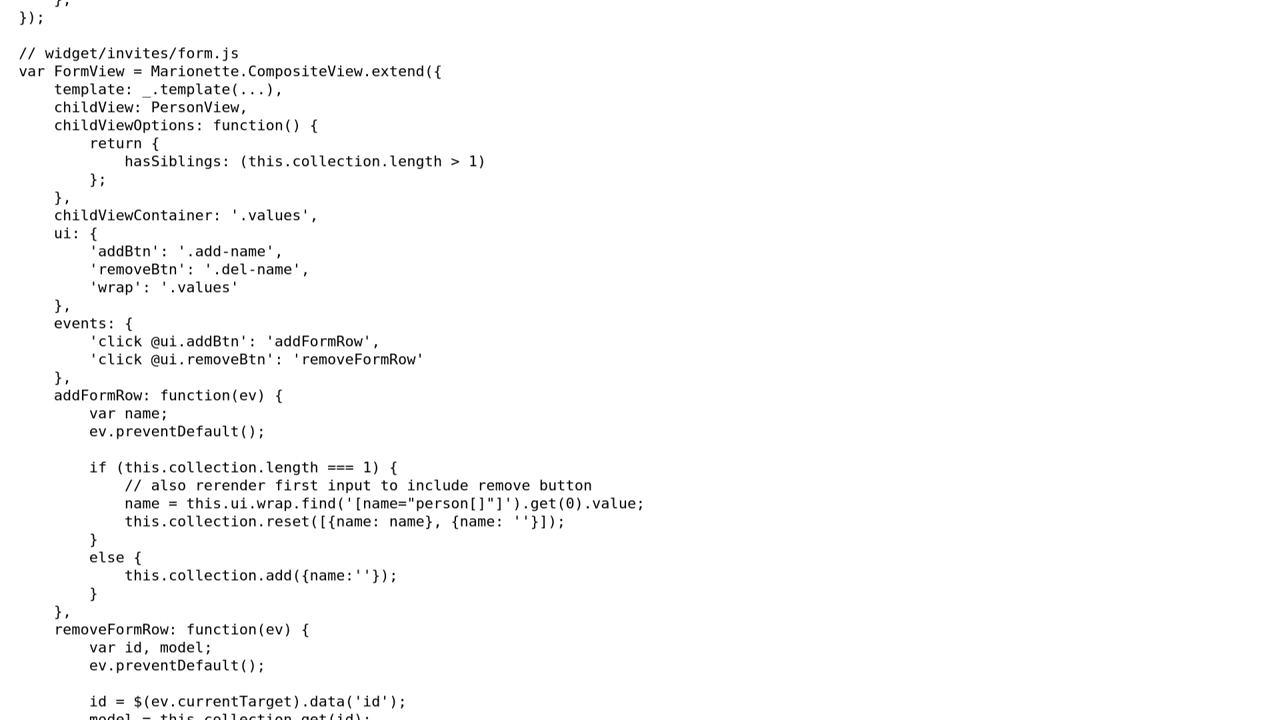 };
});

// widget/invites/form.js
var FormView = Marionette.CompositeView.extend({
    template: _.template(...),
    childView: PersonView,
    childViewOptions: function() {
        return {
            hasSiblings: (this.collection.length > 1)
        };
    },
    childViewContainer: '.values',
    ui: {
        'addBtn': '.add-name',
        'removeBtn': '.del-name',
        'wrap': '.values'
    },
    events: {
        'click @ui.addBtn': 'addFormRow',
        'click @ui.removeBtn': 'removeFormRow'
    },
    addFormRow: function(ev) {
        var name;
        ev.preventDefault();

        if (this.collection.length === 1) {
            // also rerender first input to include remove button
            name = this.ui.wrap.find('[name="person[]"]').get(0).value;
            this.collection.reset([{name: name}, {name: ''}]);
        }
        else {
            this.collection.add({name:''});
        }
    },
    removeFormRow: function(ev) {
        var id, model;
        ev.preventDefault();

        id = $(ev.currentTarget).data('id');
        model = this.collection.get(id);